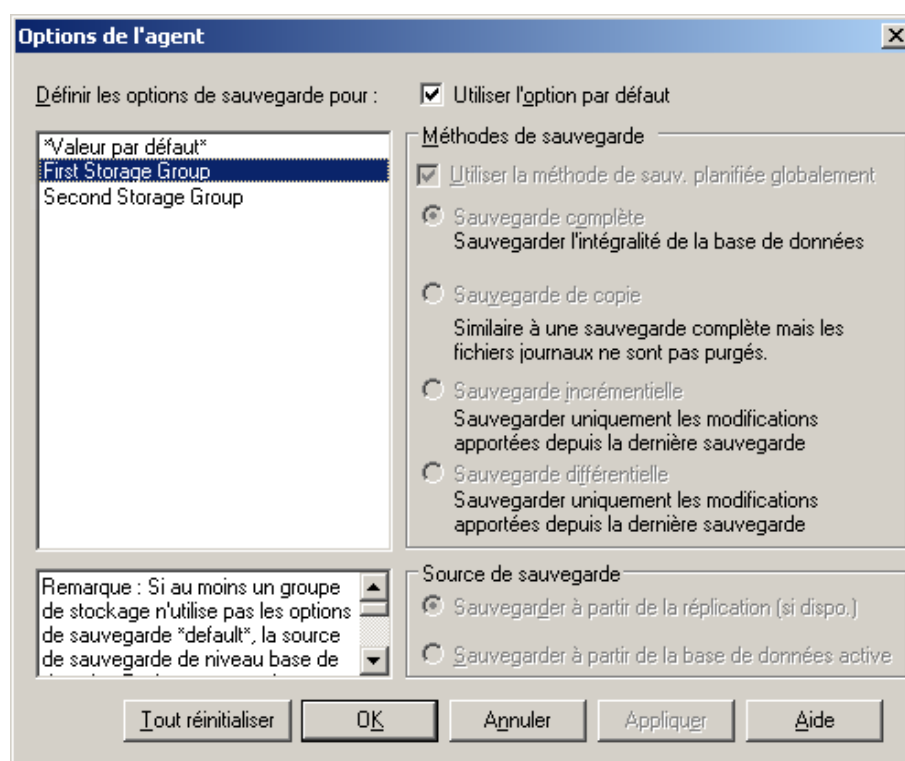 Options de l'agent
Définir les options de sauvegarde pour :
Utiliser l'option par défaut
*Valeur par défaut*
First Storage Group
Second Storage Group
Méthodes de sauvegarde
Utiliser la méthode de sauv. planifiée globalement
Sauvegarde complète
Sauvegarder l'intégralité de la base de données
Sauvegarde de copie
Similaire à une sauvegarde complète mais les
fichiers journaux ne sont pas purgés.
Sauvegarde incrémentielle
Sauvegarder uniquement les modifications
apportées depuis la dernière sauvegarde
Sauvegarde différentielle
Sauvegarder uniquement les modifications
apportées depuis la dernière sauvegarde
Remarque : Si au moins un groupe
de stockage n'utilise pas les options
de sauvegarde *default*, la source
de sauvegarde de niveau base de
Source de sauvegarde
Sauvegarder à partir de la réplication (si dispo.)
Sauvegarder à partir de la base de données active
Tout réinitialiser
OK
Annuler
Appliquer
Aide